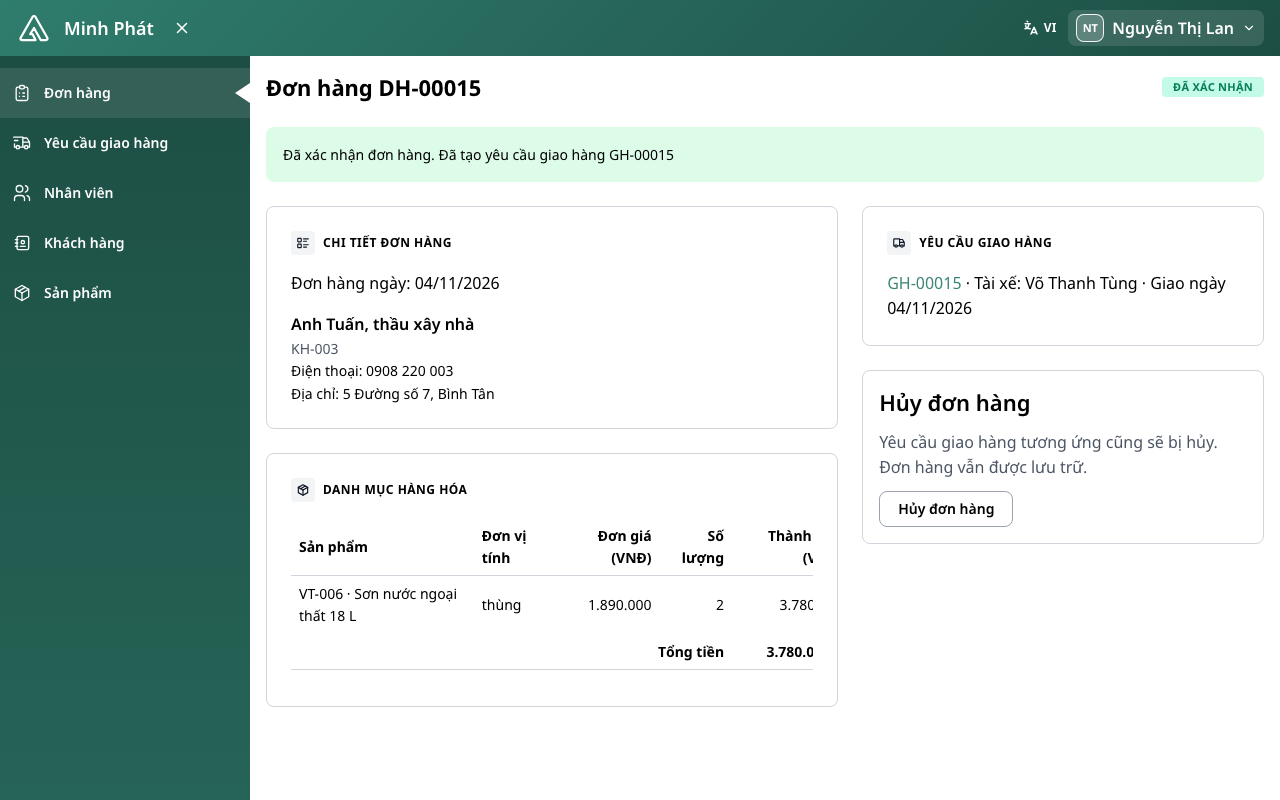 Minh Phát
VI
NT
Nguyễn Thị Lan
Đơn hàng
Yêu cầu giao hàng
Nhân viên
Khách hàng
Sản phẩm
Đơn hàng DH-00015
ĐÃ XÁC NHẬN
Đã xác nhận đơn hàng. Đã tạo yêu cầu giao hàng GH-00015
CHI TIẾT ĐƠN HÀNG
Đơn hàng ngày: 04/11/2026
Anh Tuấn, thầu xây nhà
KH-003
Điện thoại: 0908 220 003
Địa chỉ: 5 Đường số 7, Bình Tân
DANH MỤC HÀNG HÓA
Sản phẩm
Đơn vị
tính
Đơn giá
(VNĐ)
Số
lượng
Thành
VT-006 · Sơn nước ngoại
thất 18 L
thùng
1.890.000
2
Tổng tiền
YÊU CẦU GIAO HÀNG
GH-00015 · Tài xế: Võ Thanh Tùng · Giao ngày
04/11/2026
Hủy đơn hàng
Yêu cầu giao hàng tương ứng cũng sẽ bị hủy.
Đơn hàng vẫn được lưu trữ.
Hủy đơn hàng